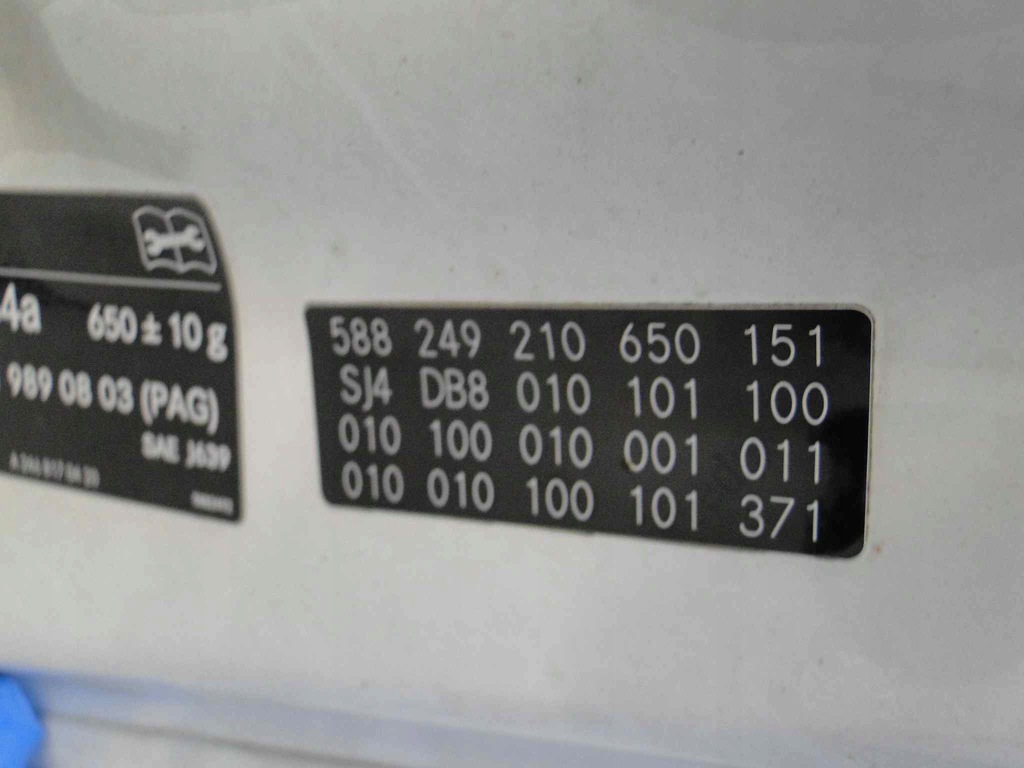 4a 650 ± 10 g
989 08 03 (PAG)
SAE J639
588 249 210 650 151
SJ4 DB8 010 101 100
010 100 010 001 011
010 010 100 101 371